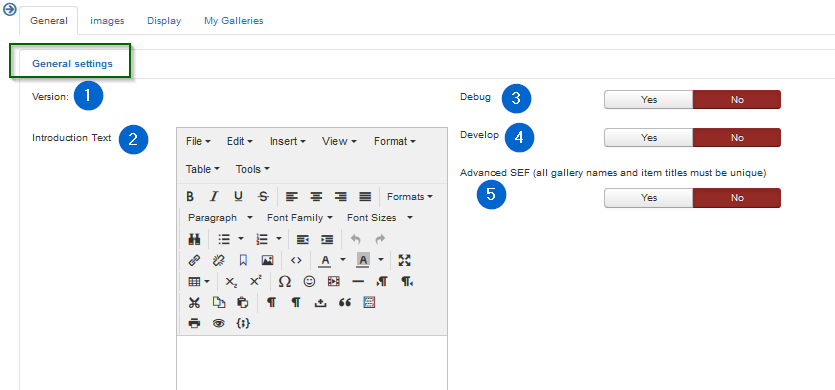 General images Display My Galleries
General settings
Version: 1
Introduction Text 2
File Edit Insert View Format
Table Tools
B I U S Formats
Paragraph Font Family Font Sizes
A A
X2 X2 Ω
{;}
Debug 3 Yes No
Develop 4 Yes No
Advanced SEF (all gallery names and item titles must be unique)
5 Yes No